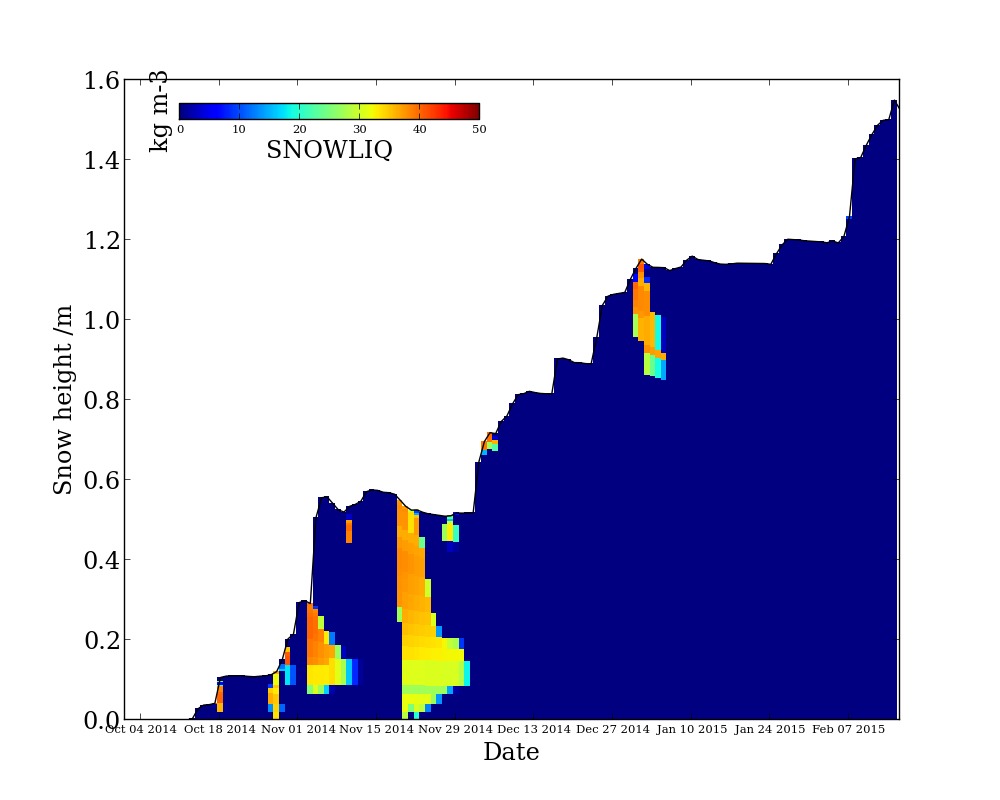 1.6
1.4
1.2
1.0
0.8
0.6
0.4
0.2
0.0
Snow height /m
kg m-3
0 10 20 30 40 50
SNOWLIQ
Oct 04 2014 Oct 18 2014 Nov 01 2014 Nov 15 2014 Nov 29 2014 Dec 13 2014 Dec 27 2014 Jan 10 2015 Jan 24 2015 Feb 07 2015
Date